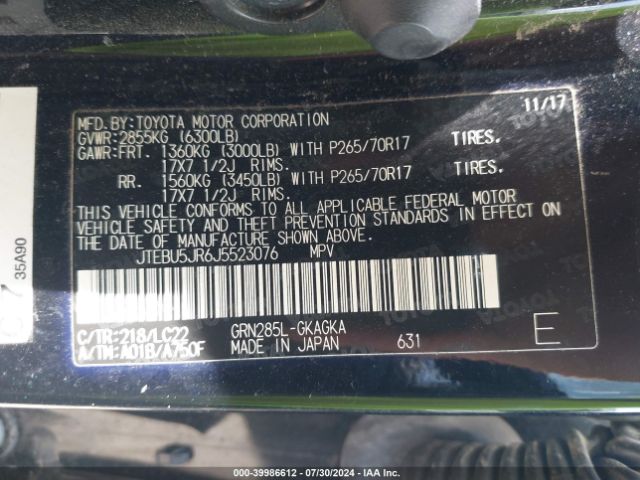 MFD.BY:TOYOTA MOTOR CORPORATION 11/17
GVWR:2855KG (6300LB)
GAWR:FRT. 1360KG (3000LB) WITH P265/70R17 TIRES.
17X7 1/2J RIMS.
RR. 1560KG (3450LB) WITH P265/70R17 TIRES.
17X7 1/2J RIMS.
THIS VEHICLE CONFORMS TO ALL APPLICABLE FEDERAL MOTOR
VEHICLE SAFETY AND THEFT PREVENTION STANDARDS IN EFFECT ON
THE DATE OF MANUFACTURE SHOWN ABOVE.
JTEBU5JR6J5523076 MPV
C/TR:218/LC22 GRN285L-GKAGKA
A/TM:A01B/A750F MADE IN JAPAN 631 E
35A90
000-39986612 - 07/30/2024 - IAA Inc.